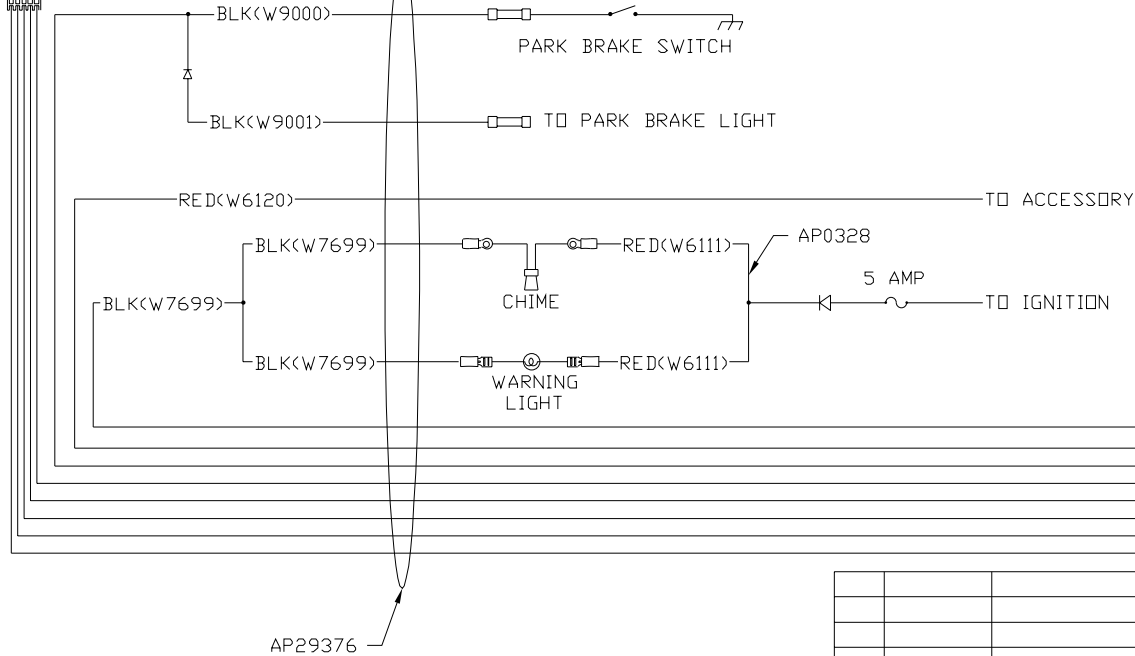 BLK(W9000)
PARK BRAKE SWITCH
BLK(W9001)
TO PARK BRAKE LIGHT
RED(W6120)
TO ACCESSORY
BLK(W7699)
RED(W6111)
AP0328
5 AMP
CHIME
BLK(W7699)
TO IGNITION
BLK(W7699)
RED(W6111)
WARNING
LIGHT
AP29376